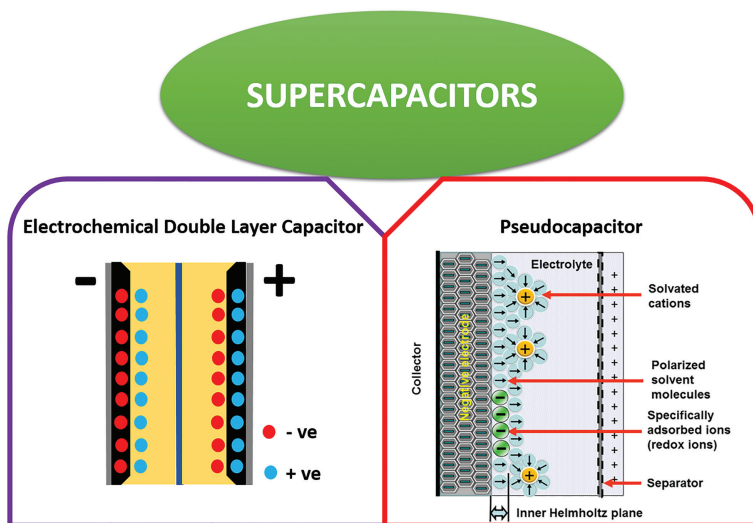 SUPERCAPACITORS
Electrochemical Double Layer Capacitor
- +
- ve
+ ve
Pseudocapacitor
Electrolyte
Collector
Negative electrode
Solvated
cations
Polarized
solvent
molecules
Specifically
adsorbed ions
(redox ions)
Separator
Inner Helmholtz plane